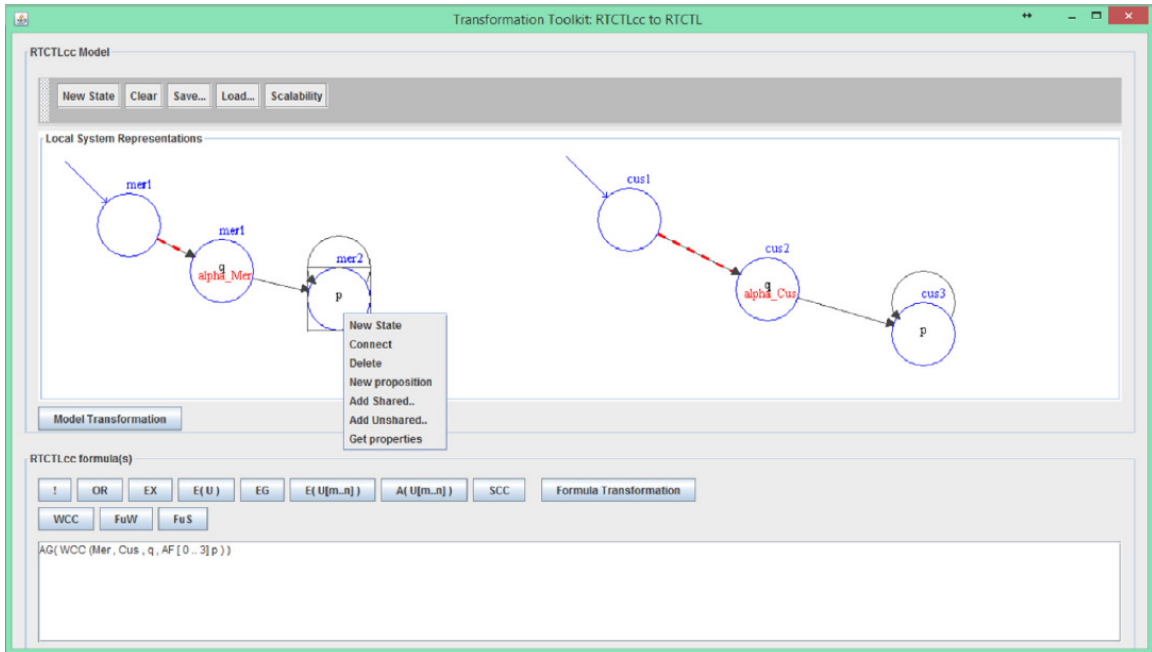 Transformation Toolkit: RTCTLcc to RTCTL
RTCTLcc Model
New State Clear Save... Load... Scalability
Local System Representations
mer1
mer1
q
alpha_Mer
mer2
p
cus1
cus2
q
alpha_Cus
cus3
p
New State
Connect
Delete
New proposition
Add Shared..
Add Unshared..
Get properties
Model Transformation
RTCTLcc formula(s)
! OR EX E( U ) EG E( U[m..n] ) A( U[m..n] ) SCC Formula Transformation
WCC FuW FuS
AG( WCC (Mer , Cus , q , AF [ 0 .. 3] p ) )